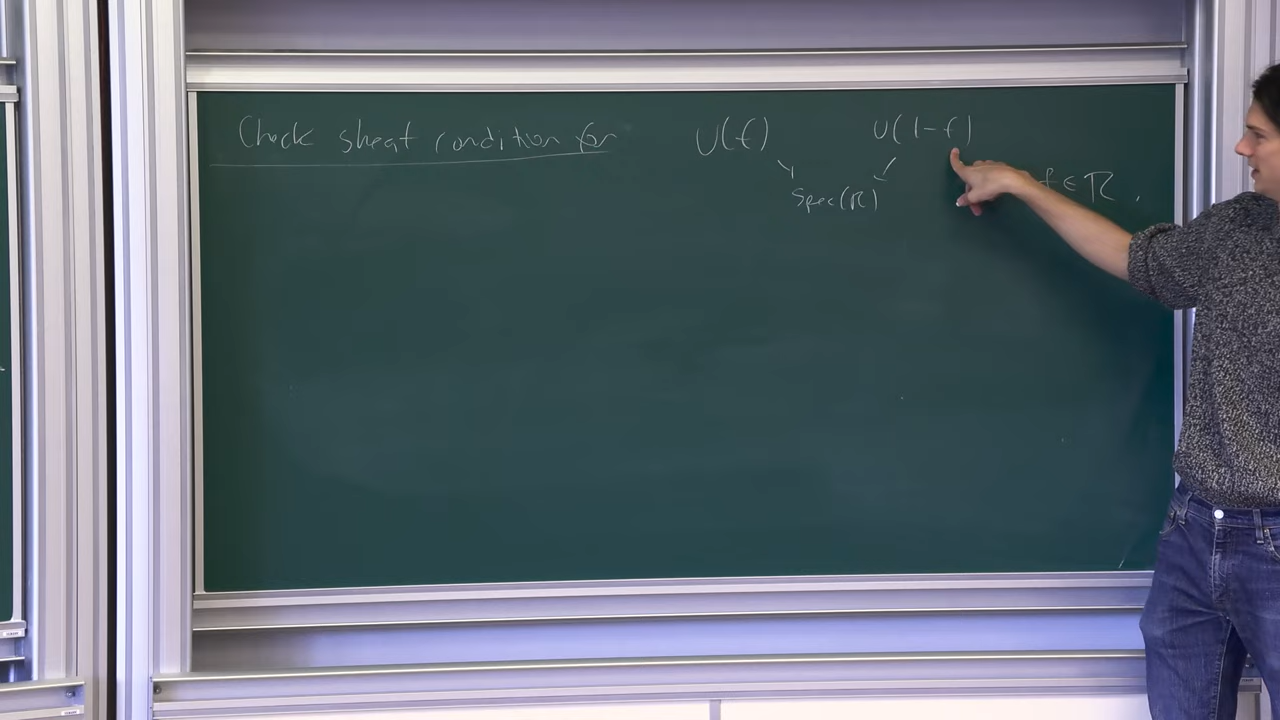 Check sheaf condition for U(f) U(1-f)
↘ ↙
Spec(R) f ∈ R,